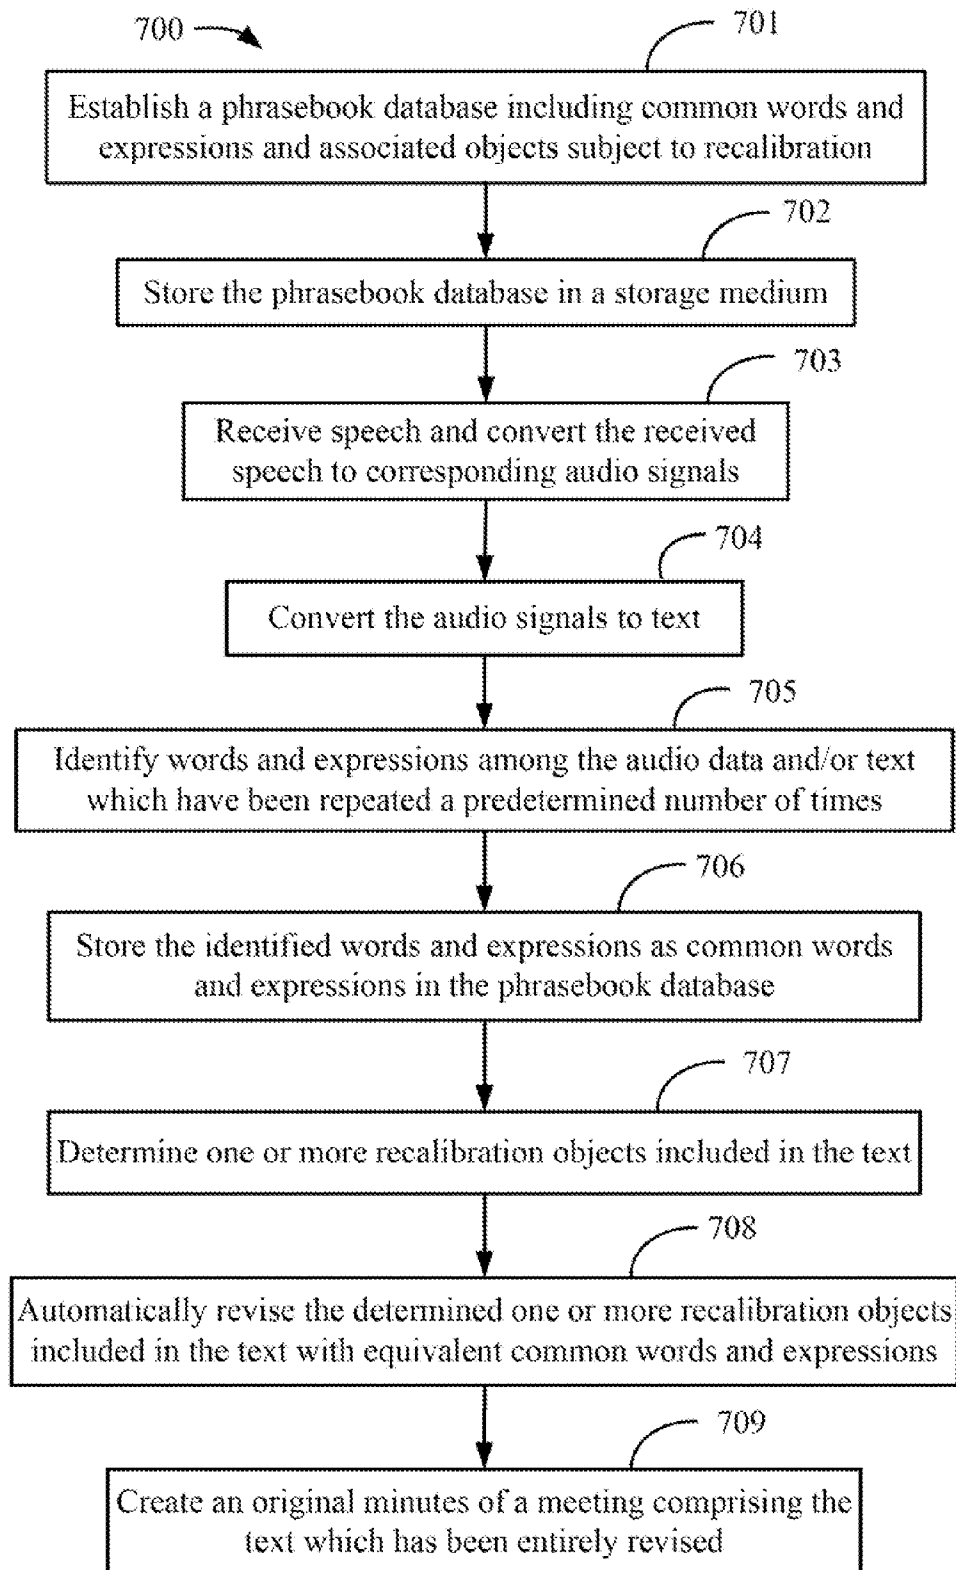 700
701
Establish a phrasebook database including common words and
expressions and associated objects subject to recalibration
702
Store the phrasebook database in a storage medium
703
Receive speech and convert the received
speech to corresponding audio signals
704
Convert the audio signals to text
705
Identify words and expressions among the audio data and/or text
which have been repeated a predetermined number of times
706
Store the identified words and expressions as common words
and expressions in the phrasebook database
707
Determine one or more recalibration objects included in the text
708
Automatically revise the determined one or more recalibration objects
included in the text with equivalent common words and expressions
709
Create an original minutes of a meeting comprising the
text which has been entirely revised